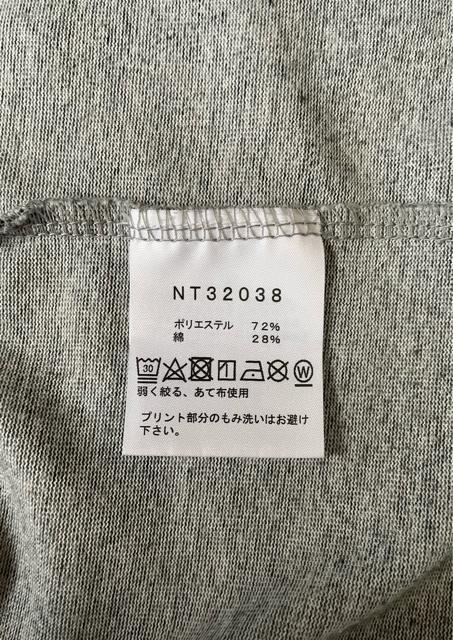 NT32038
ポリエステル 72%
綿 28%
30 W
弱く絞る、あて布使用
プリント部分のもみ洗いはお避け
下さい。